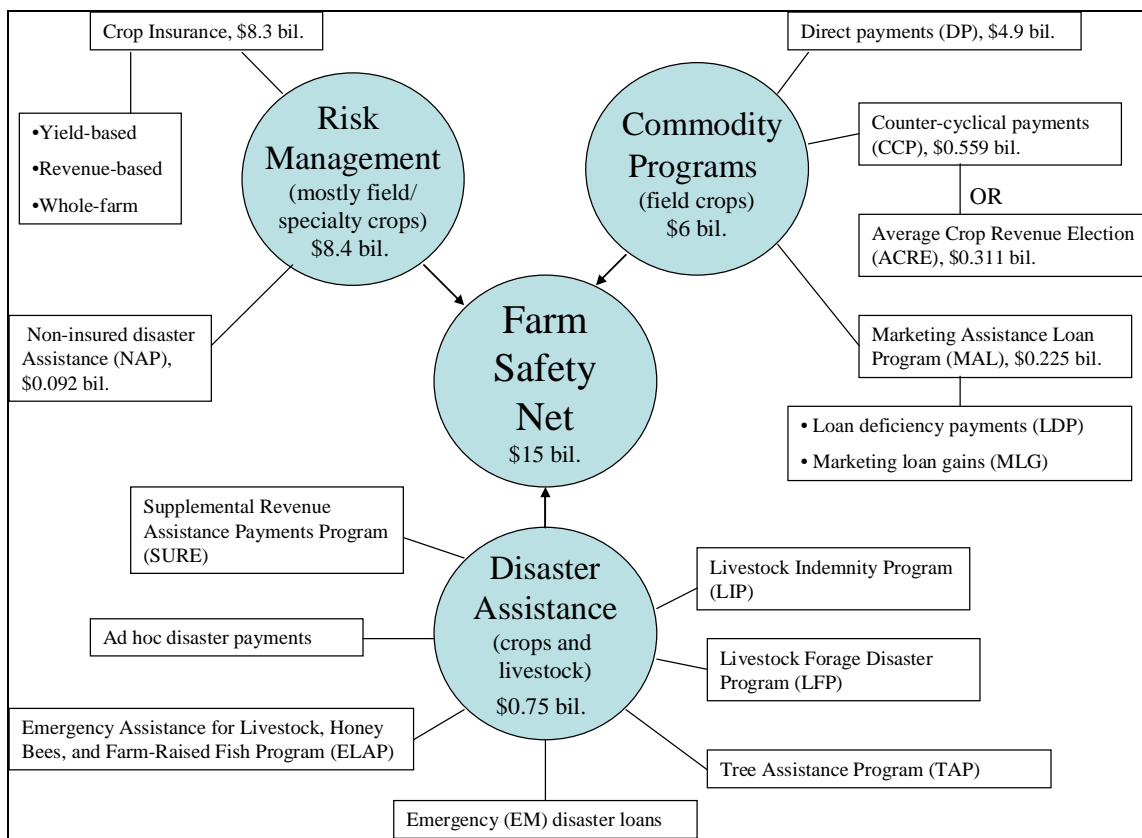 Crop Insurance, $8.3 bil.
•Yield-based
•Revenue-based
•Whole-farm
Risk
Management
(mostly field/
specialty crops)
$8.4 bil.
Non-insured disaster
Assistance (NAP),
$0.092 bil.
Direct payments (DP), $4.9 bil.
Commodity
Programs
(field crops)
$6 bil.
Counter-cyclical payments
(CCP), $0.559 bil.
OR
Average Crop Revenue Election
(ACRE), $0.311 bil.
Marketing Assistance Loan
Program (MAL), $0.225 bil.
• Loan deficiency payments (LDP)
• Marketing loan gains (MLG)
Farm
Safety
Net
$15 bil.
Supplemental Revenue
Assistance Payments Program
(SURE)
Ad hoc disaster payments
Emergency Assistance for Livestock, Honey
Bees, and Farm-Raised Fish Program (ELAP)
Disaster
Assistance
(crops and
livestock)
$0.75 bil.
Livestock Indemnity Program
(LIP)
Livestock Forage Disaster
Program (LFP)
Tree Assistance Program (TAP)
Emergency (EM) disaster loans